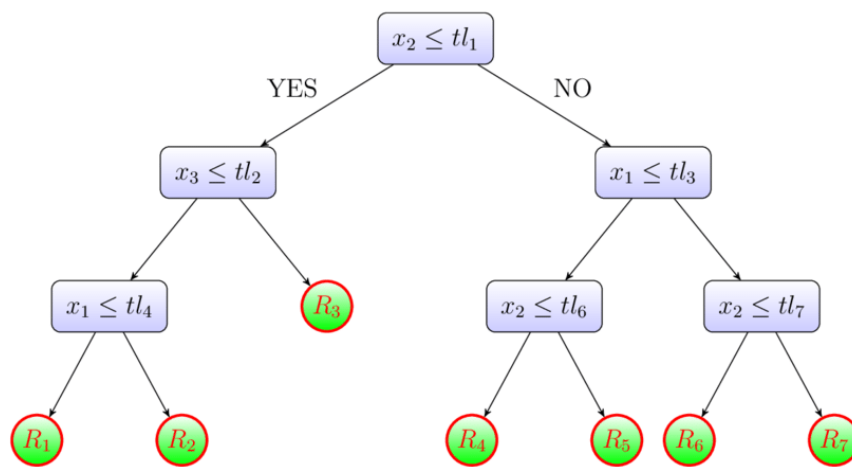 x₂ ≤ tl₁
YES NO
x₃ ≤ tl₂ x₁ ≤ tl₃
x₁ ≤ tl₄ R₃ x₂ ≤ tl₆ x₂ ≤ tl₇
R₁ R₂ R₄ R₅ R₆ R₇